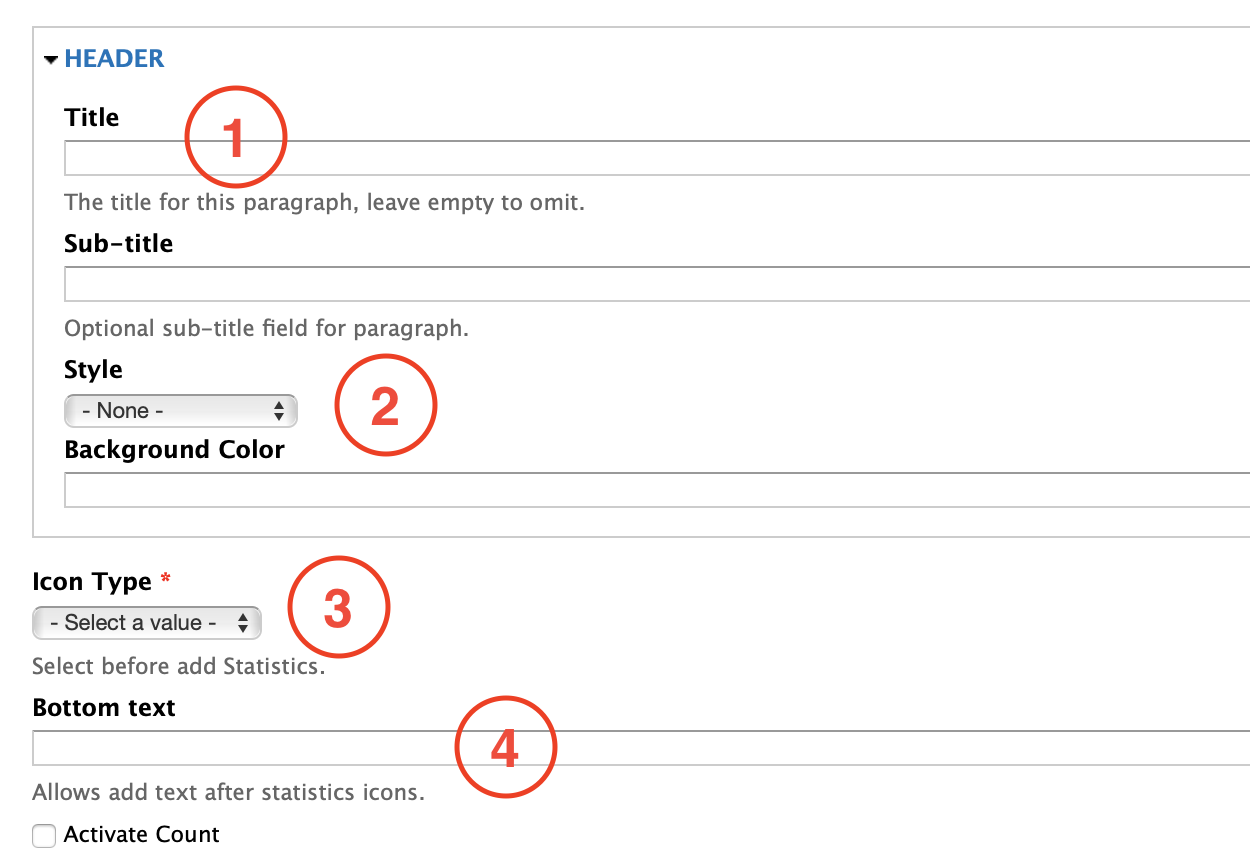 HEADER
Title
1
The title for this paragraph, leave empty to omit.
Sub-title
Optional sub-title field for paragraph.
Style
- None -
2
Background Color
Icon Type *
- Select a value -
3
Select before add Statistics.
Bottom text
4
Allows add text after statistics icons.
Activate Count